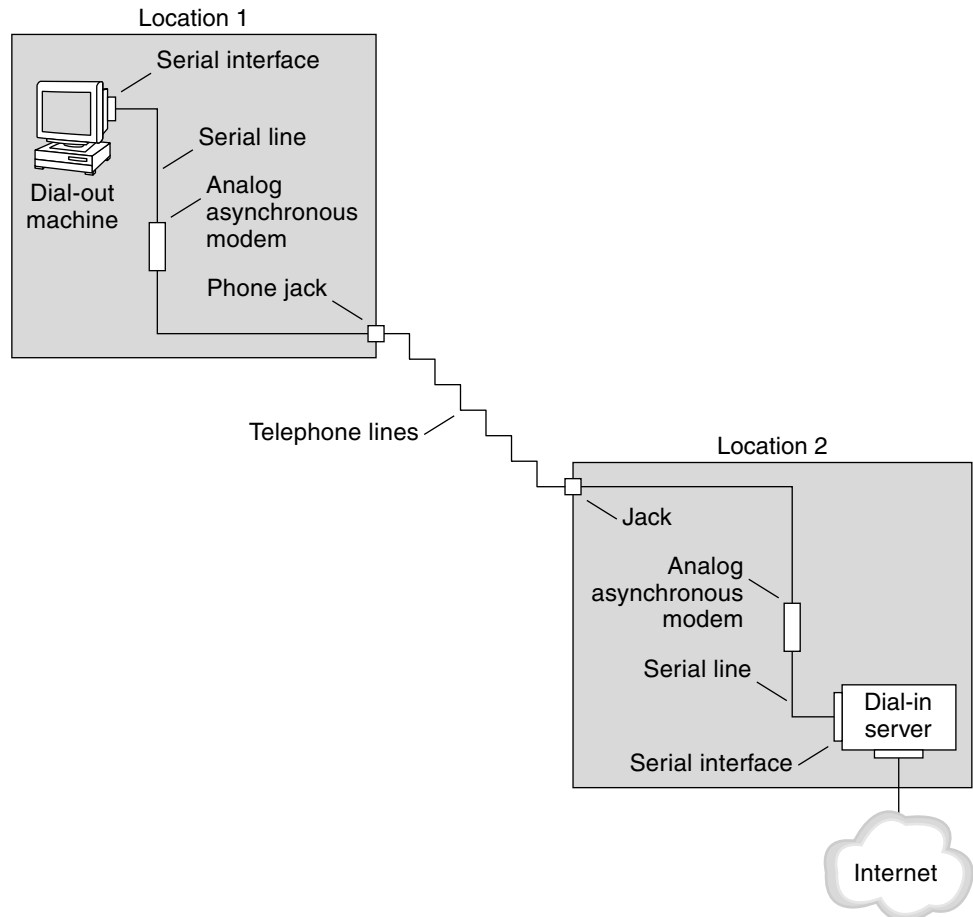 Location 1
Serial interface
Serial line
Dial-out
machine
Analog
asynchronous
modem
Phone jack
Telephone lines
Location 2
Jack
Analog
asynchronous
modem
Serial line
Dial-in
server
Serial interface
Internet